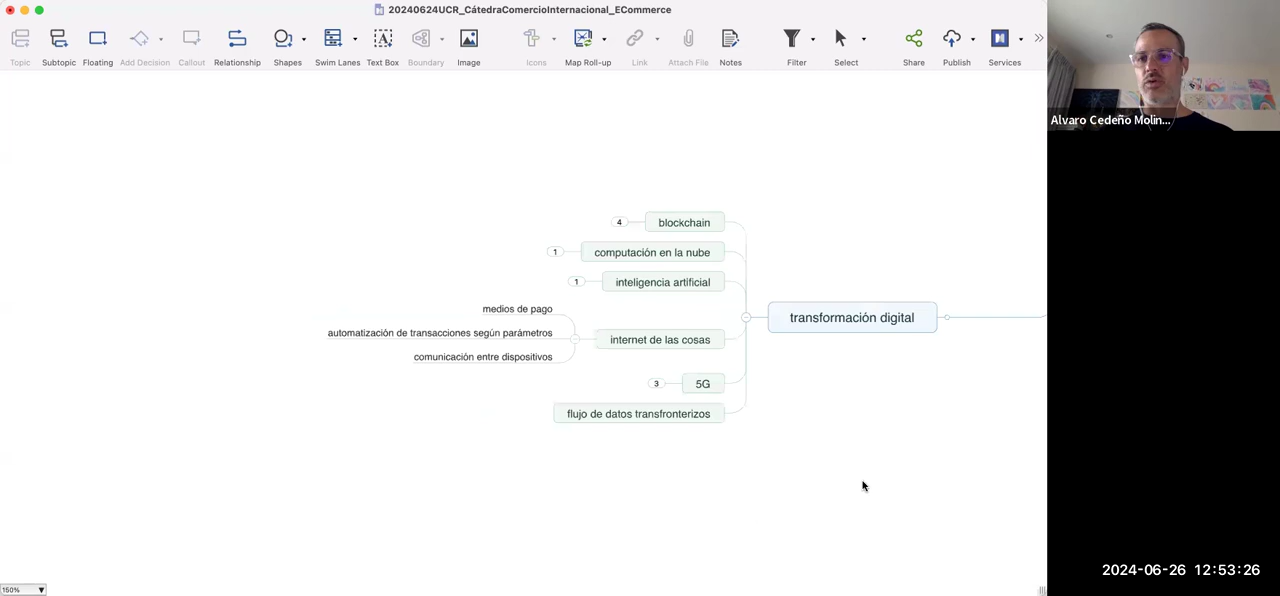 20240624UCR_CátedraComercioInternacional_ECommerce
Topic
Subtopic
Floating
Add Decision
Callout
Relationship
Shapes
Swim Lanes
Text Box
Boundary
Image
Icons
Map Roll-up
Link
Attach File
Notes
Filter
Select
Share
Publish
Services
Alvaro Cedeño Molin...
4
blockchain
1
computación en la nube
1
inteligencia artificial
medios de pago
automatización de transacciones según parámetros
comunicación entre dispositivos
internet de las cosas
transformación digital
3
5G
flujo de datos transfronterizos
2024-06-26 12:53:26
150%